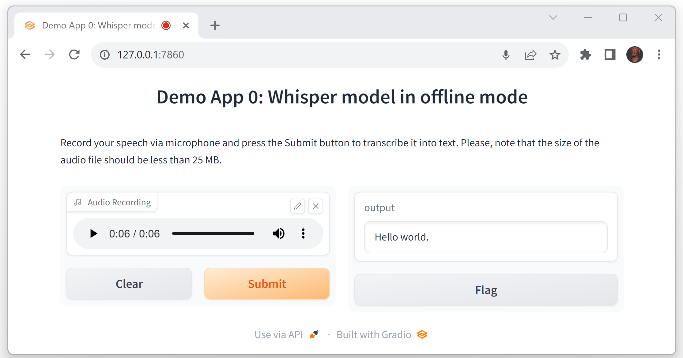 Demo App 0: Whisper mode
127.0.0.1:7860
Demo App 0: Whisper model in offline mode
Record your speech via microphone and press the Submit button to transcribe it into text. Please, note that the size of the
audio file should be less than 25 MB.
Audio Recording
0:06 / 0:06
Clear
Submit
output
Hello world.
Flag
Use via API · Built with Gradio